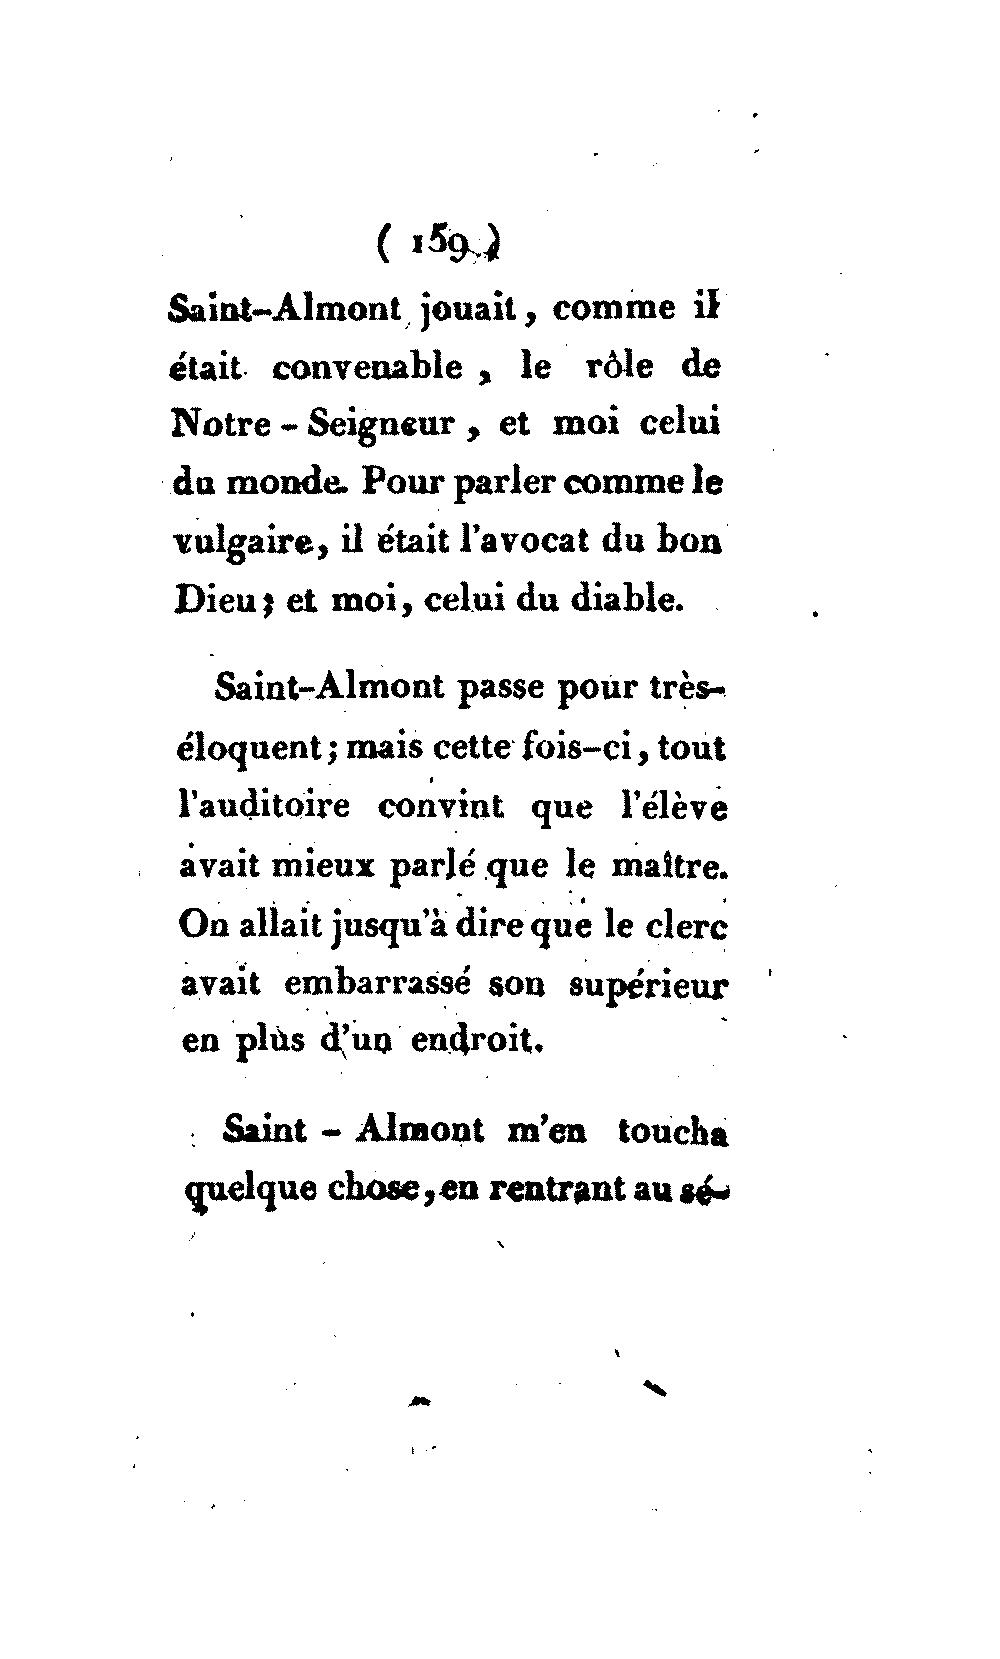 ( 159 )
Saint-Almont jouait, comme il
était convenable, le rôle de
Notre-Seigneur, et moi celui
du monde. Pour parler comme le
vulgaire, il était l'avocat du bon
Dieu; et moi, celui du diable.
Saint-Almont passe pour très-
éloquent; mais cette fois-ci, tout
l'auditoire convint que l'élève
avait mieux parlé que le maître.
On allait jusqu'à dire que le clerc
avait embarrassé son supérieur
en plus d'un endroit.
Saint-Almont m'en toucha
quelque chose, en rentrant au sé-